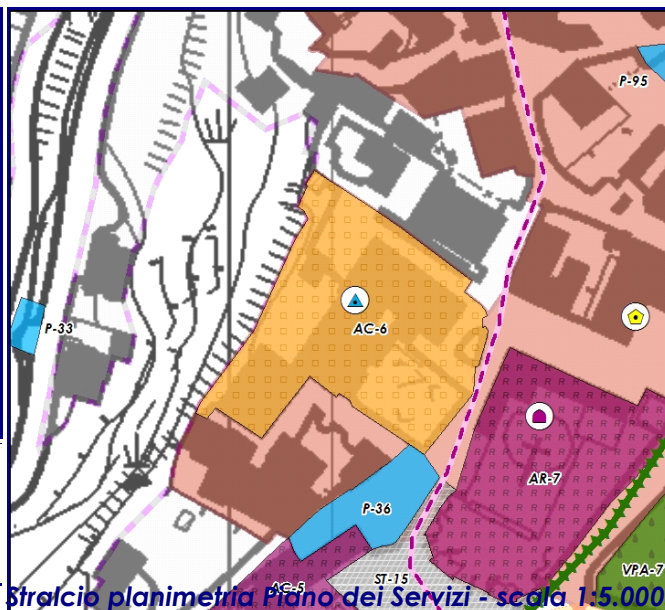 P-95
P-33
AC-6
AR-7
P-36
VPA-7
ST-15
AC-5
Stralcio planimetria Piano dei Servizi - scala 1:5.000